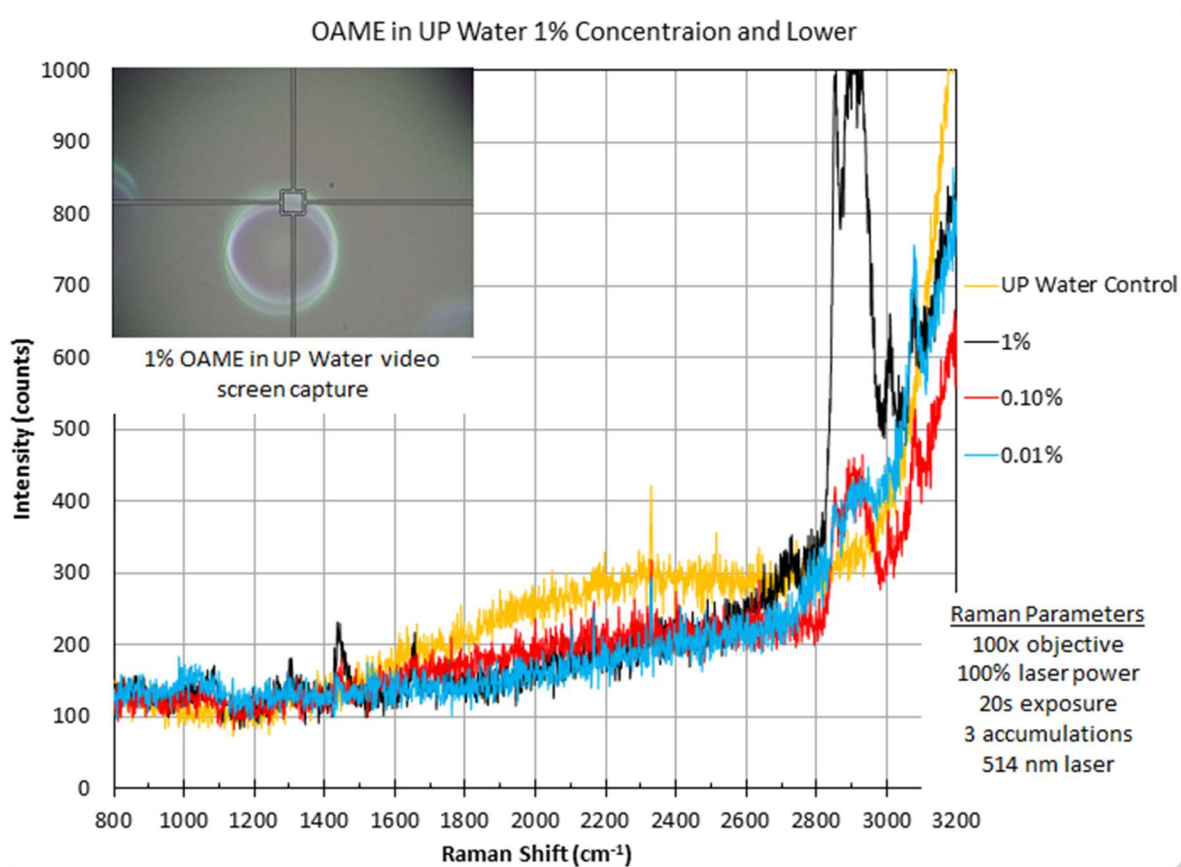 OAME in UP Water 1% Concentraion and Lower
1000
900
800
700
600
500
400
300
200
100
0
Intensity (counts)
1% OAME in UP Water video
screen capture
UP Water Control
1%
0.10%
0.01%
Raman Parameters
100x objective
100% laser power
20s exposure
3 accumulations
514 nm laser
800 1000 1200 1400 1600 1800 2000 2200 2400 2600 2800 3000 3200
Raman Shift (cm⁻¹)